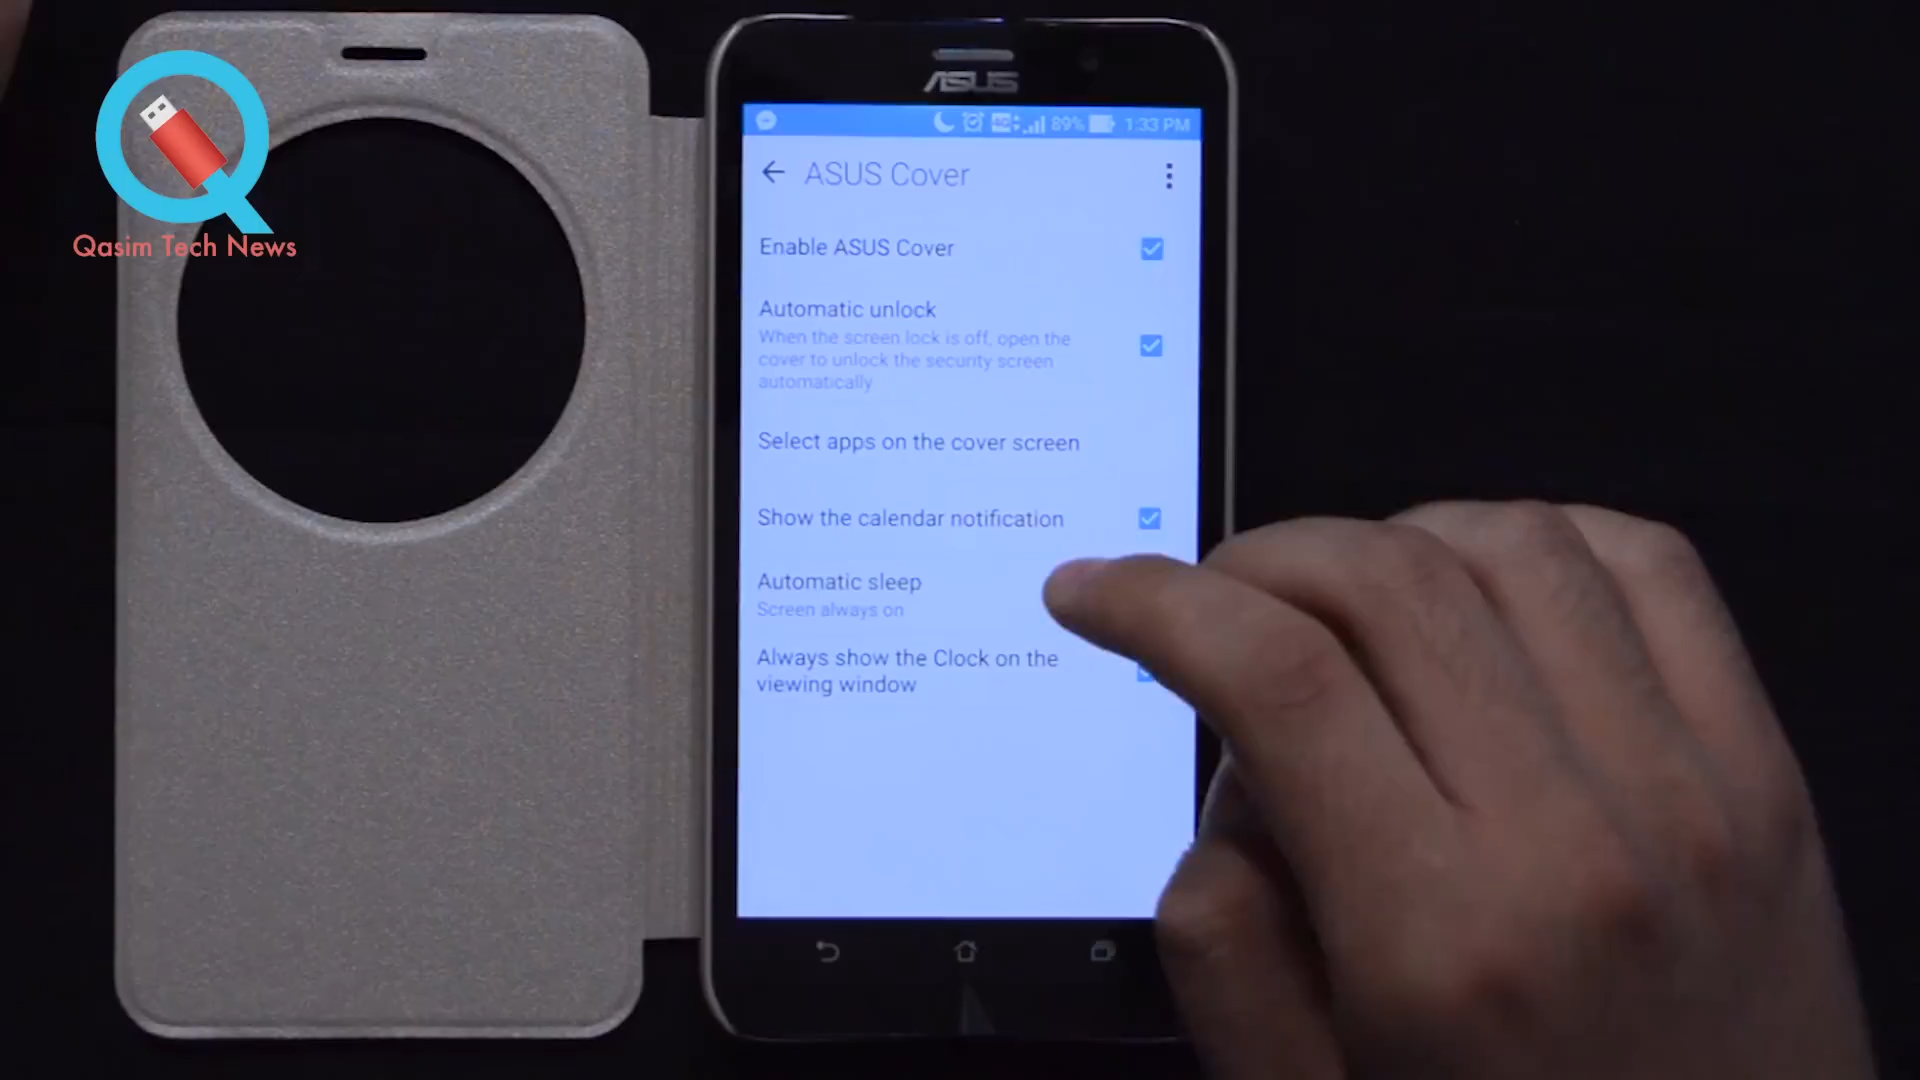 Qasim Tech News
ASUS
4G 89% 1:33 PM
ASUS Cover
Enable ASUS Cover
Automatic unlock
When the screen lock is off, open the
cover to unlock the security screen
automatically
Select apps on the cover screen
Show the calendar notification
Automatic sleep
Screen always on
Always show the Clock on the
viewing window